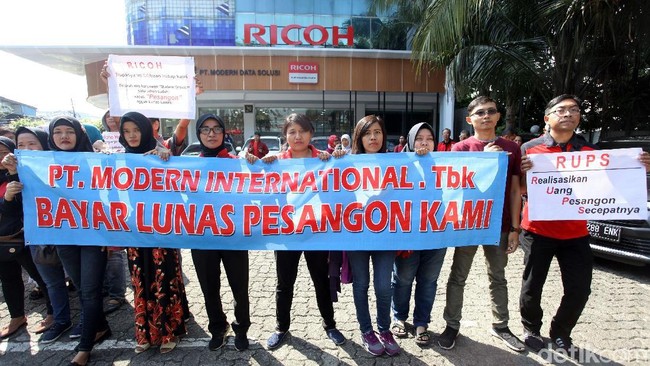 RICOH
PT. MODERN DATA SOLUSI
RICOH
RICOH
PT. MODERN INTERNATIONAL . Tbk
BAYAR LUNAS PESANGON KAMI
RUPS
Realisasikan
Uang
Pesangon
Secepatnya
288 ENK
detikcom